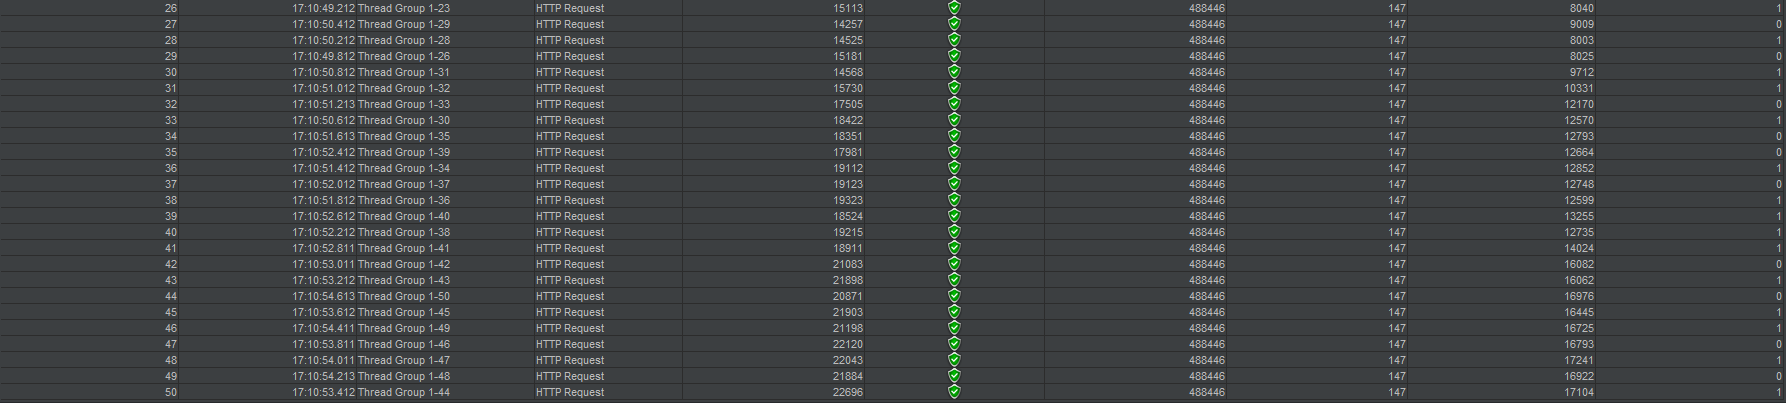 26 17:10:49.212 Thread Group 1-23 HTTP Request 15113 488446 147 8040 1
27 17:10:50.412 Thread Group 1-29 HTTP Request 14257 488446 147 9009 0
28 17:10:50.212 Thread Group 1-28 HTTP Request 14525 488446 147 8003 1
29 17:10:49.812 Thread Group 1-26 HTTP Request 15181 488446 147 8025 0
30 17:10:50.812 Thread Group 1-31 HTTP Request 14568 488446 147 9712 1
31 17:10:51.012 Thread Group 1-32 HTTP Request 15730 488446 147 10331 1
32 17:10:51.213 Thread Group 1-33 HTTP Request 17505 488446 147 12170 0
33 17:10:50.612 Thread Group 1-30 HTTP Request 18422 488446 147 12570 1
34 17:10:51.613 Thread Group 1-35 HTTP Request 18351 488446 147 12793 0
35 17:10:52.412 Thread Group 1-39 HTTP Request 17981 488446 147 12664 0
36 17:10:51.412 Thread Group 1-34 HTTP Request 19112 488446 147 12852 1
37 17:10:52.012 Thread Group 1-37 HTTP Request 19123 488446 147 12748 0
38 17:10:51.812 Thread Group 1-36 HTTP Request 19323 488446 147 12599 1
39 17:10:52.612 Thread Group 1-40 HTTP Request 18524 488446 147 13255 1
40 17:10:52.212 Thread Group 1-38 HTTP Request 19215 488446 147 12735 1
41 17:10:52.811 Thread Group 1-41 HTTP Request 18911 488446 147 14024 1
42 17:10:53.011 Thread Group 1-42 HTTP Request 21083 488446 147 16082 0
43 17:10:53.212 Thread Group 1-43 HTTP Request 21898 488446 147 16062 1
44 17:10:54.613 Thread Group 1-50 HTTP Request 20871 488446 147 16976 0
45 17:10:53.612 Thread Group 1-45 HTTP Request 21903 488446 147 16445 1
46 17:10:54.411 Thread Group 1-49 HTTP Request 21198 488446 147 16725 1
47 17:10:53.811 Thread Group 1-46 HTTP Request 22120 488446 147 16793 0
48 17:10:54.011 Thread Group 1-47 HTTP Request 22043 488446 147 17241 1
49 17:10:54.213 Thread Group 1-48 HTTP Request 21884 488446 147 16922 0
50 17:10:53.412 Thread Group 1-44 HTTP Request 22696 488446 147 17104 1